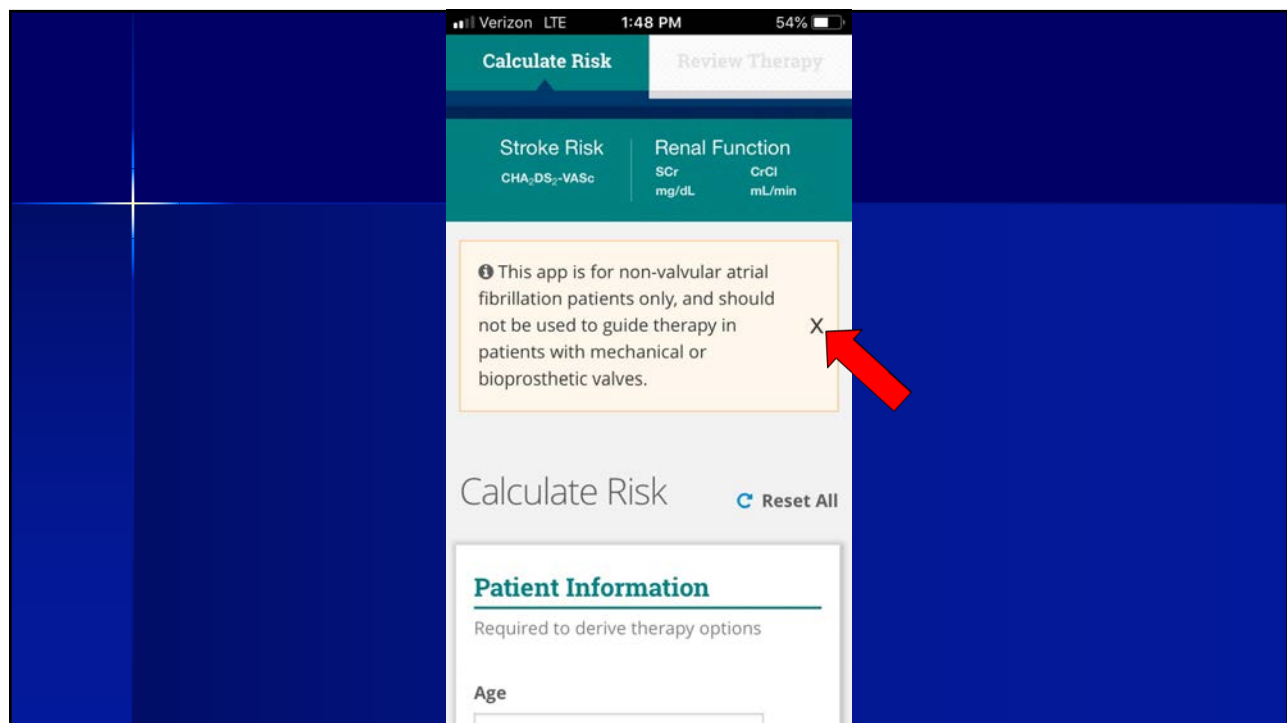 Verizon LTE 1:48 PM 54%
Calculate Risk Review Therapy
Stroke Risk Renal Function
CHA₂DS₂-VASc SCr CrCl
mg/dL mL/min
This app is for non-valvular atrial
fibrillation patients only, and should
not be used to guide therapy in X
patients with mechanical or
bioprosthetic valves.
Calculate Risk Reset All
Patient Information
Required to derive therapy options
Age